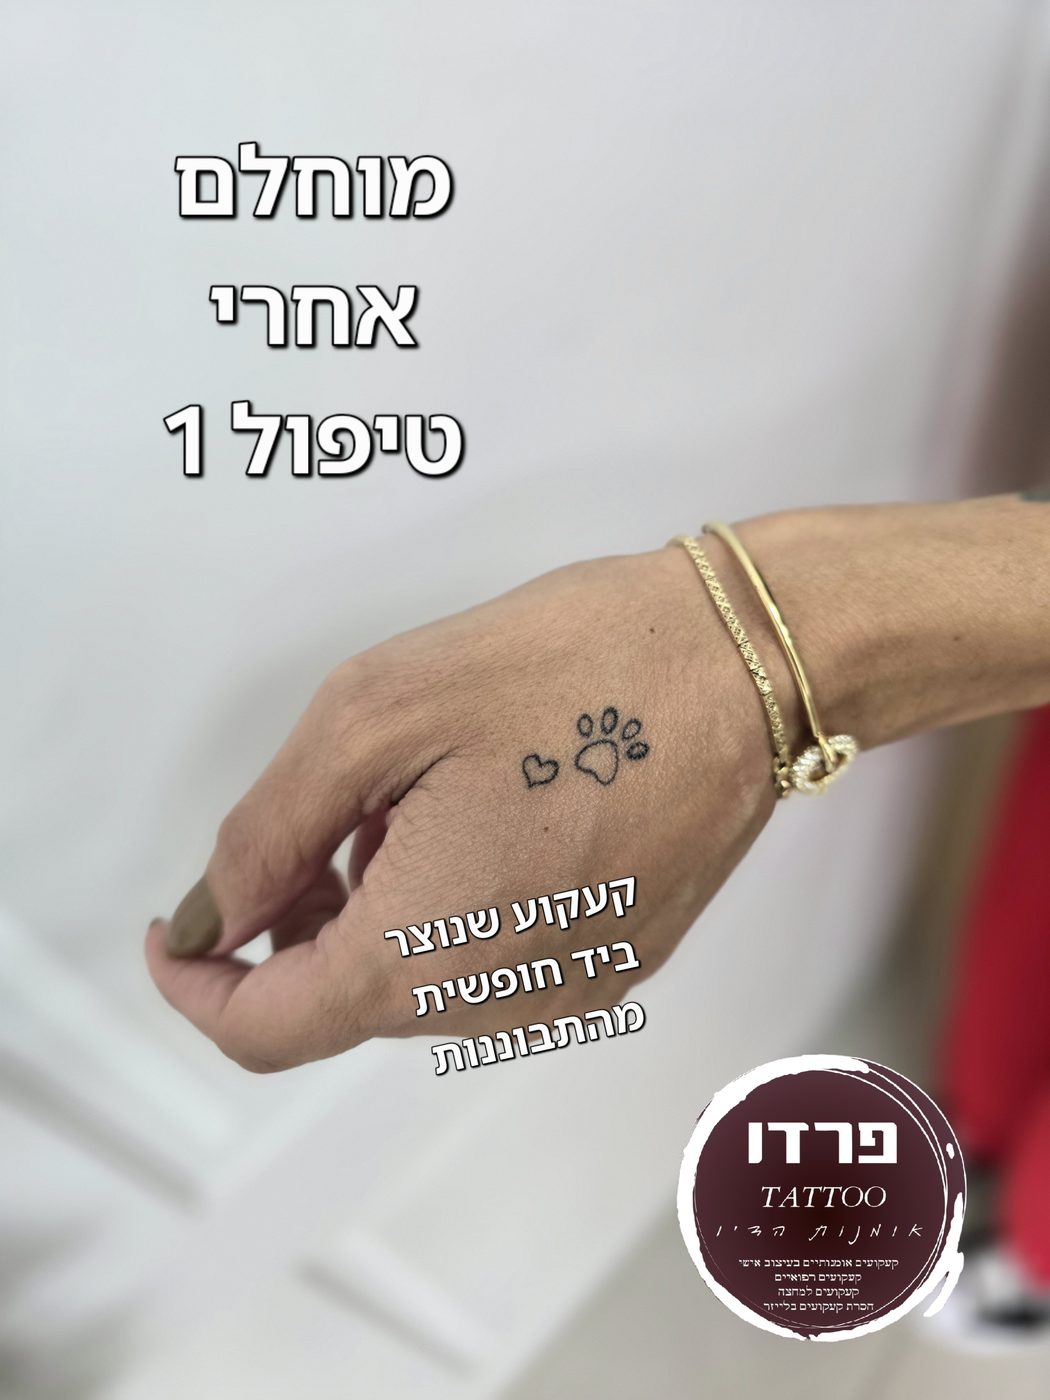 מוחלם
אחרי
טיפול 1
קעקוע שנוצר
ביד חופשית
מהתבוננות
פרדו
TATTOO
אומנות הדיו
קעקועים אומנותיים בעיצוב אישי
קעקועים רפואיים
קעקועים למחצה
הסרת קעקועים בלייזר